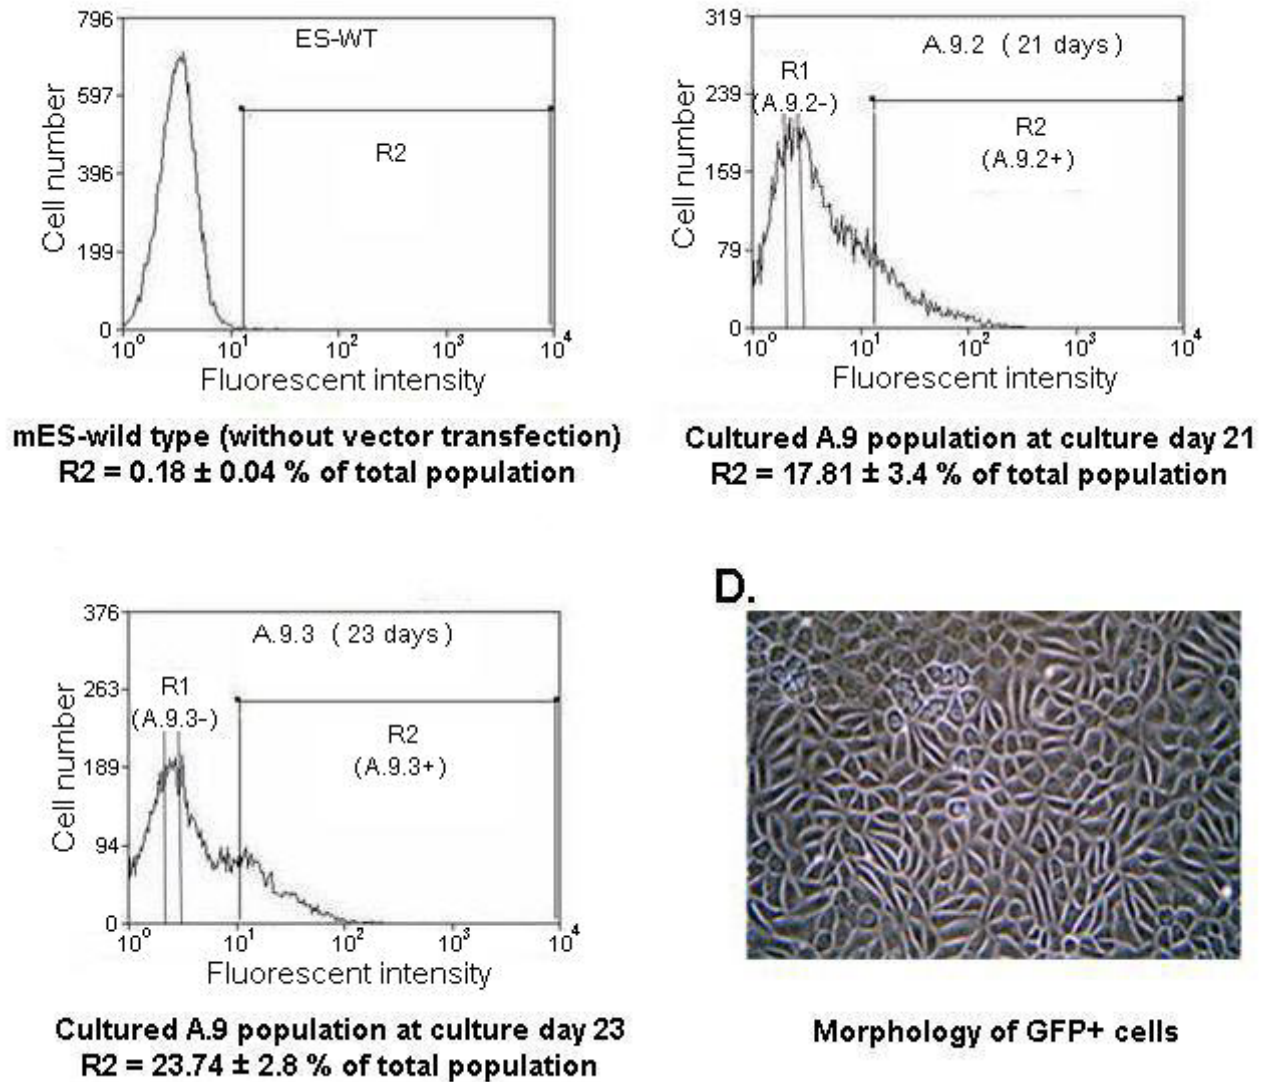 796
597
396
199
0
Cell number
ES-WT
R2
10⁰ 10¹ 10² 10³ 10⁴
Fluorescent intensity
mES-wild type (without vector transfection)
R2 = 0.18 ± 0.04 % of total population
319
239
159
79
0
Cell number
A.9.2 ( 21 days )
R1
(A.9.2-)
R2
(A.9.2+)
10⁰ 10¹ 10² 10³ 10⁴
Fluorescent intensity
Cultured A.9 population at culture day 21
R2 = 17.81 ± 3.4 % of total population
376
263
189
94
0
Cell number
A.9.3 ( 23 days )
R1
(A.9.3-)
R2
(A.9.3+)
10⁰ 10¹ 10² 10³ 10⁴
Fluorescent intensity
Cultured A.9 population at culture day 23
R2 = 23.74 ± 2.8 % of total population
D.
Morphology of GFP+ cells